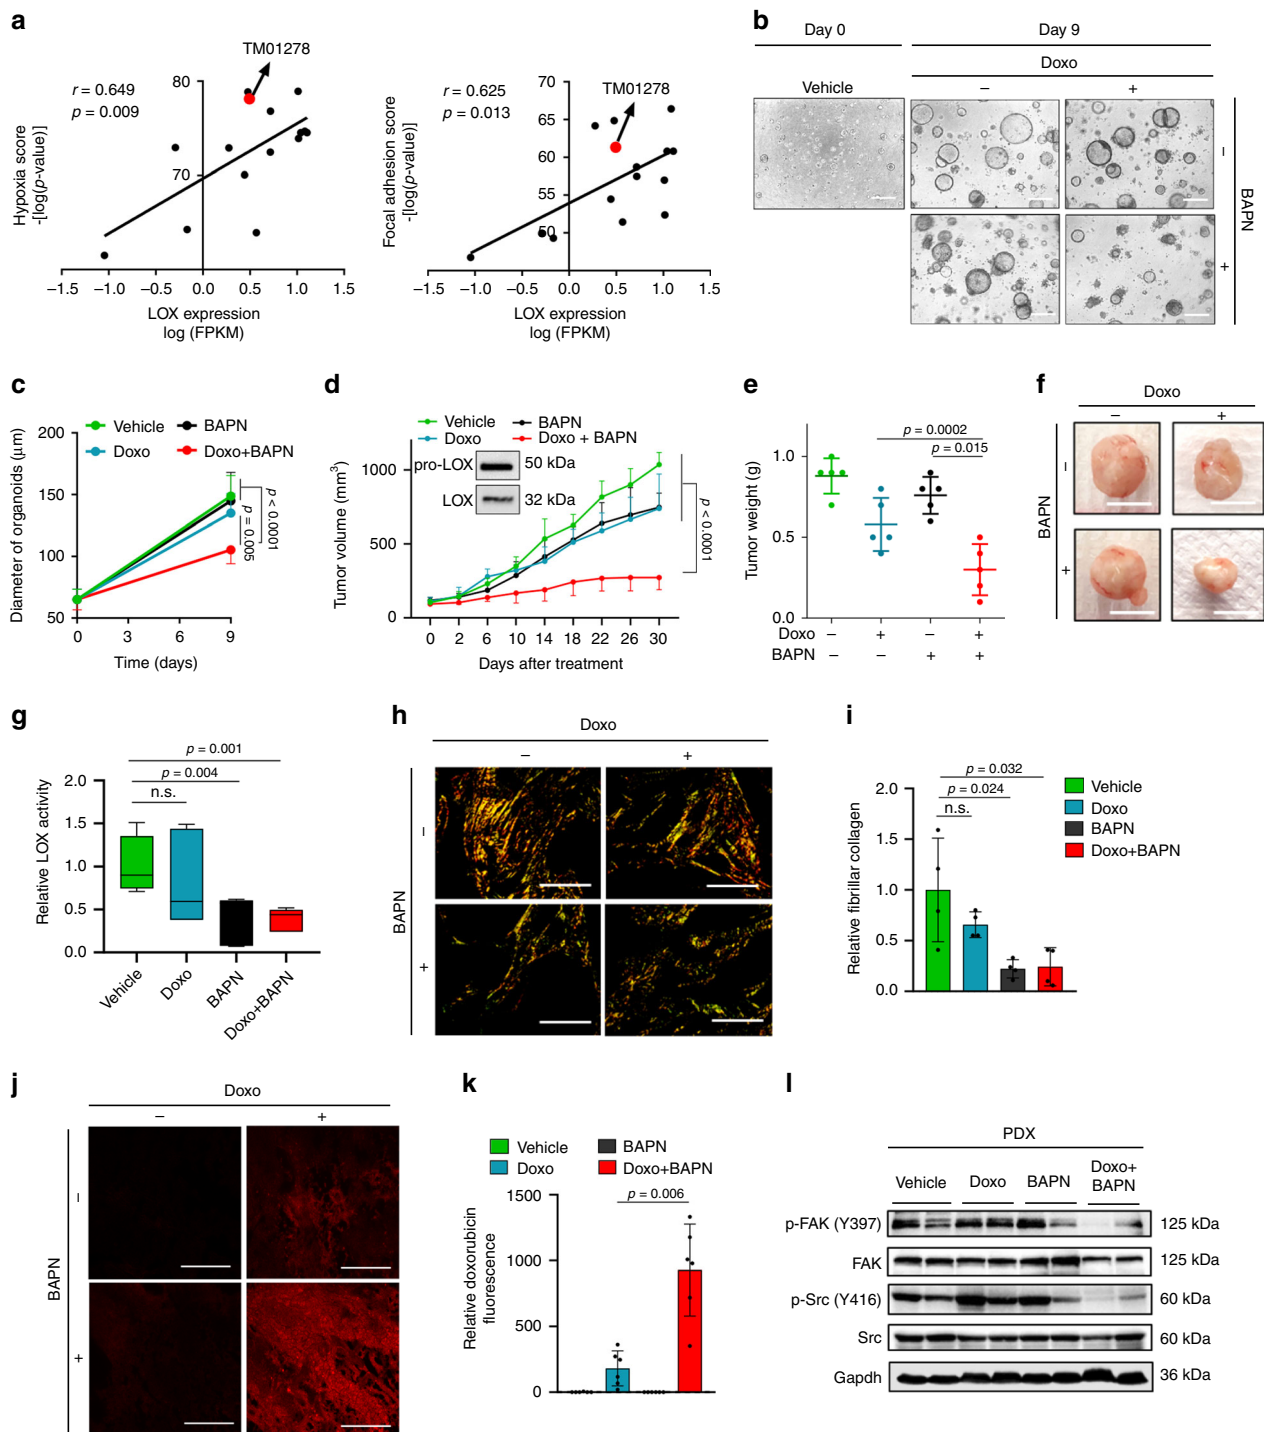 a
r = 0.649
p = 0.009
TM01278
Hypoxia score
-[log(p-value)]
80
70
–1.5 –1.0 –0.5 0.0 0.5 1.0 1.5
LOX expression
log (FPKM)
r = 0.625
p = 0.013
TM01278
Focal adhesion score
-[log(p-value)]
70
65
60
55
50
–1.5 –1.0 –0.5 0.0 0.5 1.0 1.5
LOX expression
log (FPKM)
b
Day 0
Day 9
Doxo
Vehicle
– +
–
BAPN
+
c
Vehicle
BAPN
Doxo
Doxo+BAPN
Diameter of organoids (μm)
200
150
100
50
0 3 6 9
Time (days)
p = 0.005
p < 0.0001
d
Vehicle
BAPN
Doxo
Doxo + BAPN
pro-LOX
50 kDa
LOX
32 kDa
Tumor volume (mm3)
1000
500
0
0 2 6 10 14 18 22 26 30
Days after treatment
p < 0.0001
e
p = 0.0002
p = 0.015
Tumor weight (g)
1.0
0.5
0.0
Doxo – + – +
BAPN – – + +
f
Doxo
– +
–
BAPN
+
g
p = 0.001
p = 0.004
n.s.
Relative LOX activity
2.0
1.5
1.0
0.5
0.0
Vehicle
Doxo
BAPN
Doxo+BAPN
h
Doxo
– +
–
BAPN
+
i
p = 0.032
p = 0.024
n.s.
Relative fibrillar collagen
2.0
1.5
1.0
0.5
0.0
Vehicle
Doxo
BAPN
Doxo+BAPN
j
Doxo
– +
–
BAPN
+
k
Vehicle
BAPN
Doxo
Doxo+BAPN
p = 0.006
Relative doxorubicin
fluorescence
1500
1000
500
0
l
PDX
Vehicle Doxo BAPN Doxo+
BAPN
p-FAK (Y397) 125 kDa
FAK 125 kDa
p-Src (Y416) 60 kDa
Src 60 kDa
Gapdh 36 kDa